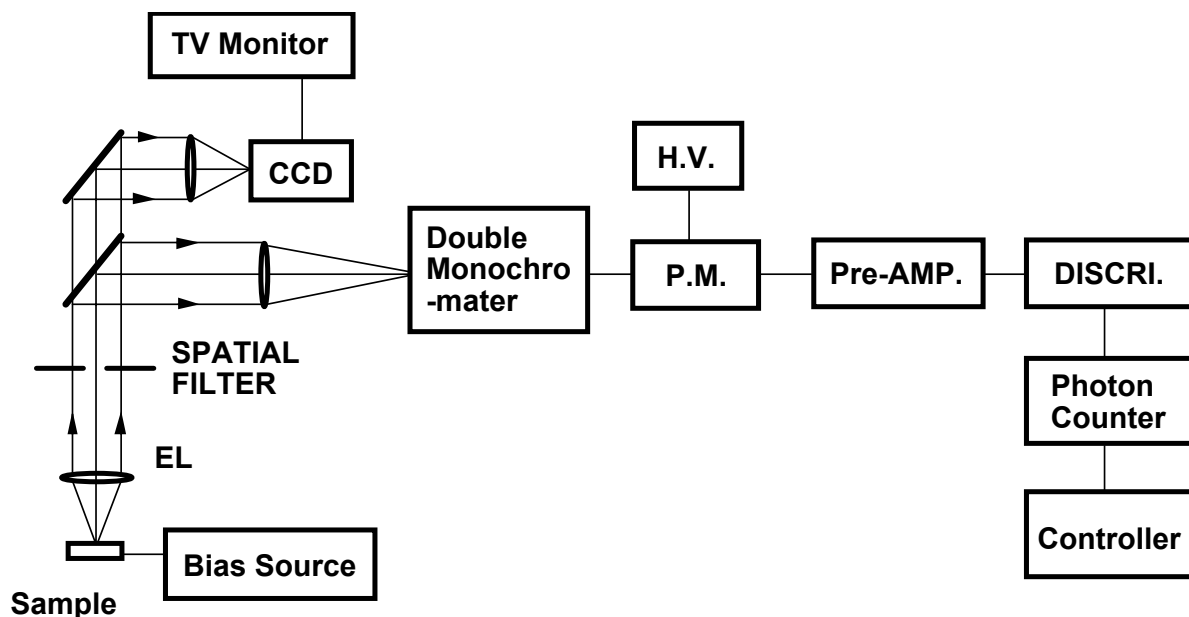 TV Monitor
CCD
H.V.
Double
Monochro
-mater
P.M.
Pre-AMP.
DISCRI.
SPATIAL
FILTER
Photon
Counter
EL
Controller
Bias Source
Sample